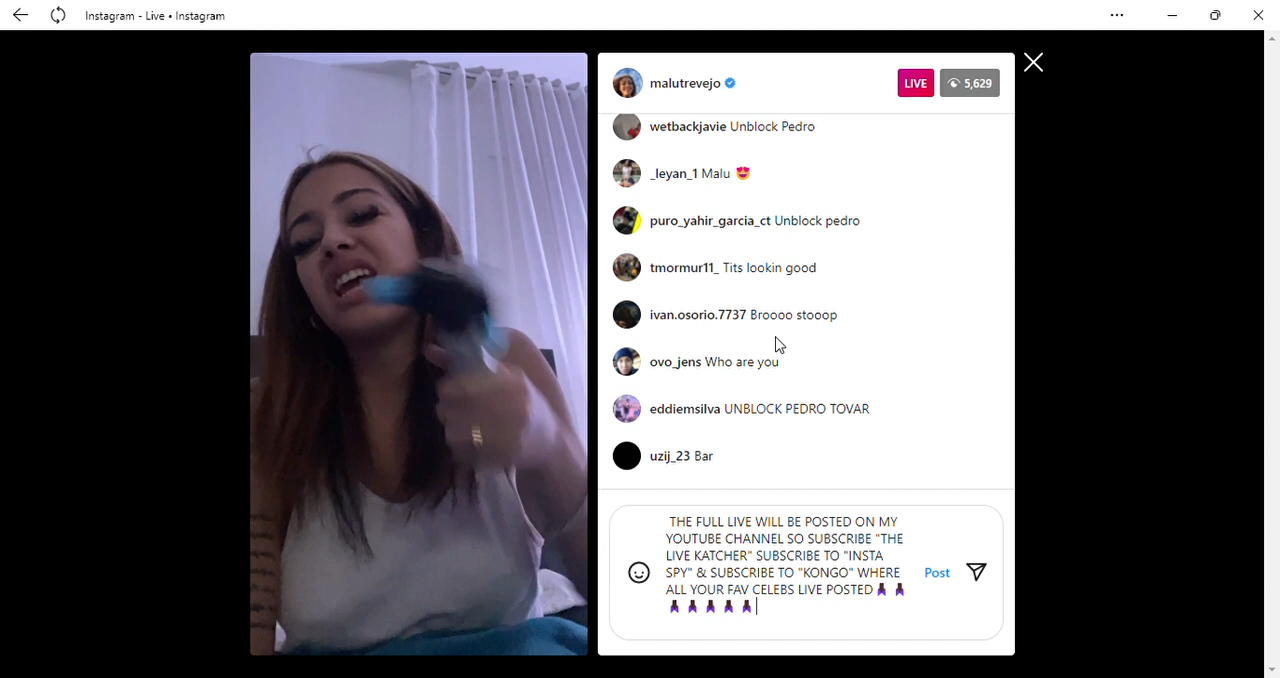 Instagram - Live • Instagram
malutrevejo
LIVE 5,629
wetbackjavie Unblock Pedro
_leyan_1 Malu 😍
puro_yahir_garcia_ct Unblock pedro
tmormur11_ Tits lookin good
ivan.osorio.7737 Broooo stooop
ovo_jens Who are you
eddiemsilva UNBLOCK PEDRO TOVAR
uzij_23 Bar
THE FULL LIVE WILL BE POSTED ON MY
YOUTUBE CHANNEL SO SUBSCRIBE "THE
LIVE KATCHER" SUBSCRIBE TO "INSTA
SPY" & SUBSCRIBE TO "KONGO" WHERE
ALL YOUR FAV CELEBS LIVE POSTED
Post